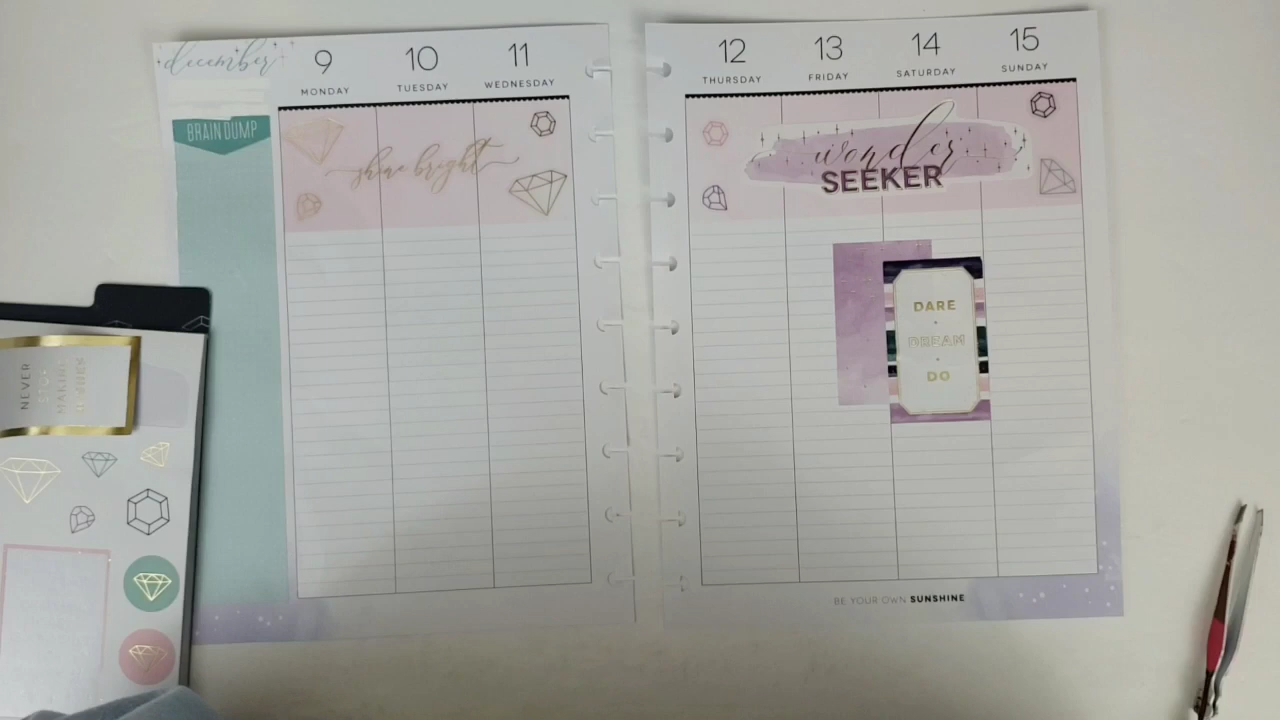 december
9
MONDAY
10
TUESDAY
11
WEDNESDAY
12
THURSDAY
13
FRIDAY
14
SATURDAY
15
SUNDAY
BRAIN DUMP
shine bright
wonder
SEEKER
DARE
DREAM
DO
NEVER
STOP
MAKING
BE YOUR OWN SUNSHINE